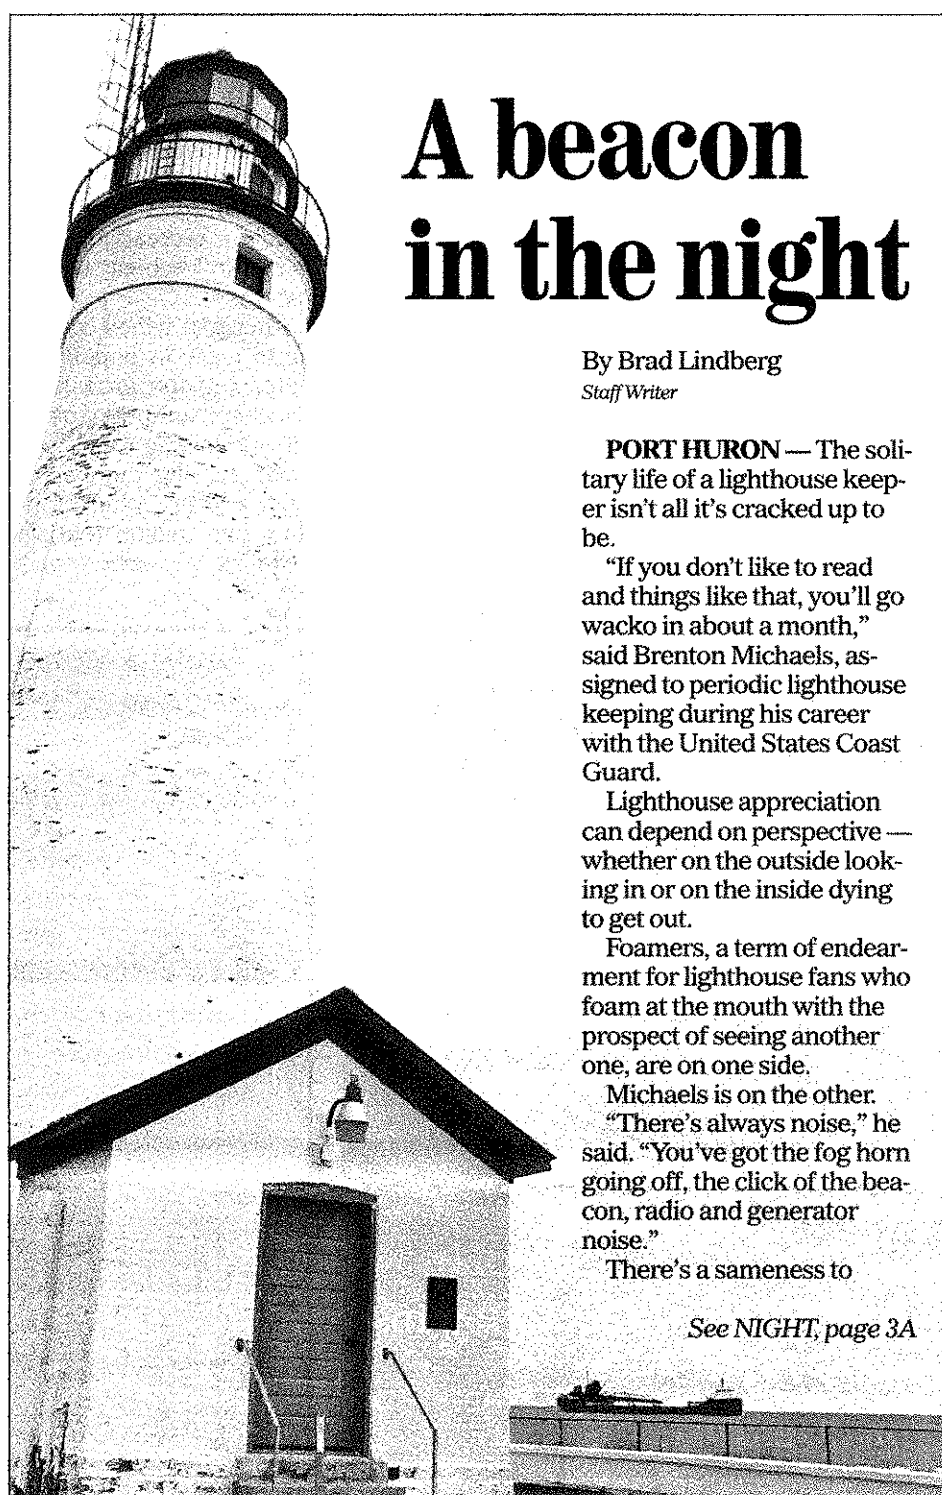 A beacon
in the night
By Brad Lindberg
Staff Writer
PORT HURON — The soli-
tary life of a lighthouse keep-
er isn't all it's cracked up to
be.
“If you don't like to read
and things like that, you'll go
wacko in about a month,”
said Brenton Michaels, as-
signed to periodic lighthouse
keeping during his career
with the United States Coast
Guard.
Lighthouse appreciation
can depend on perspective —
whether on the outside look-
ing in or on the inside dying
to get out.
Foamers, a term of endear-
ment for lighthouse fans who
foam at the mouth with the
prospect of seeing another
one, are on one side.
Michaels is on the other.
“There's always noise,” he
said. “You've got the fog horn
going off, the click of the bea-
con, radio and generator
noise.”
There's a sameness to
See NIGHT, page 3A